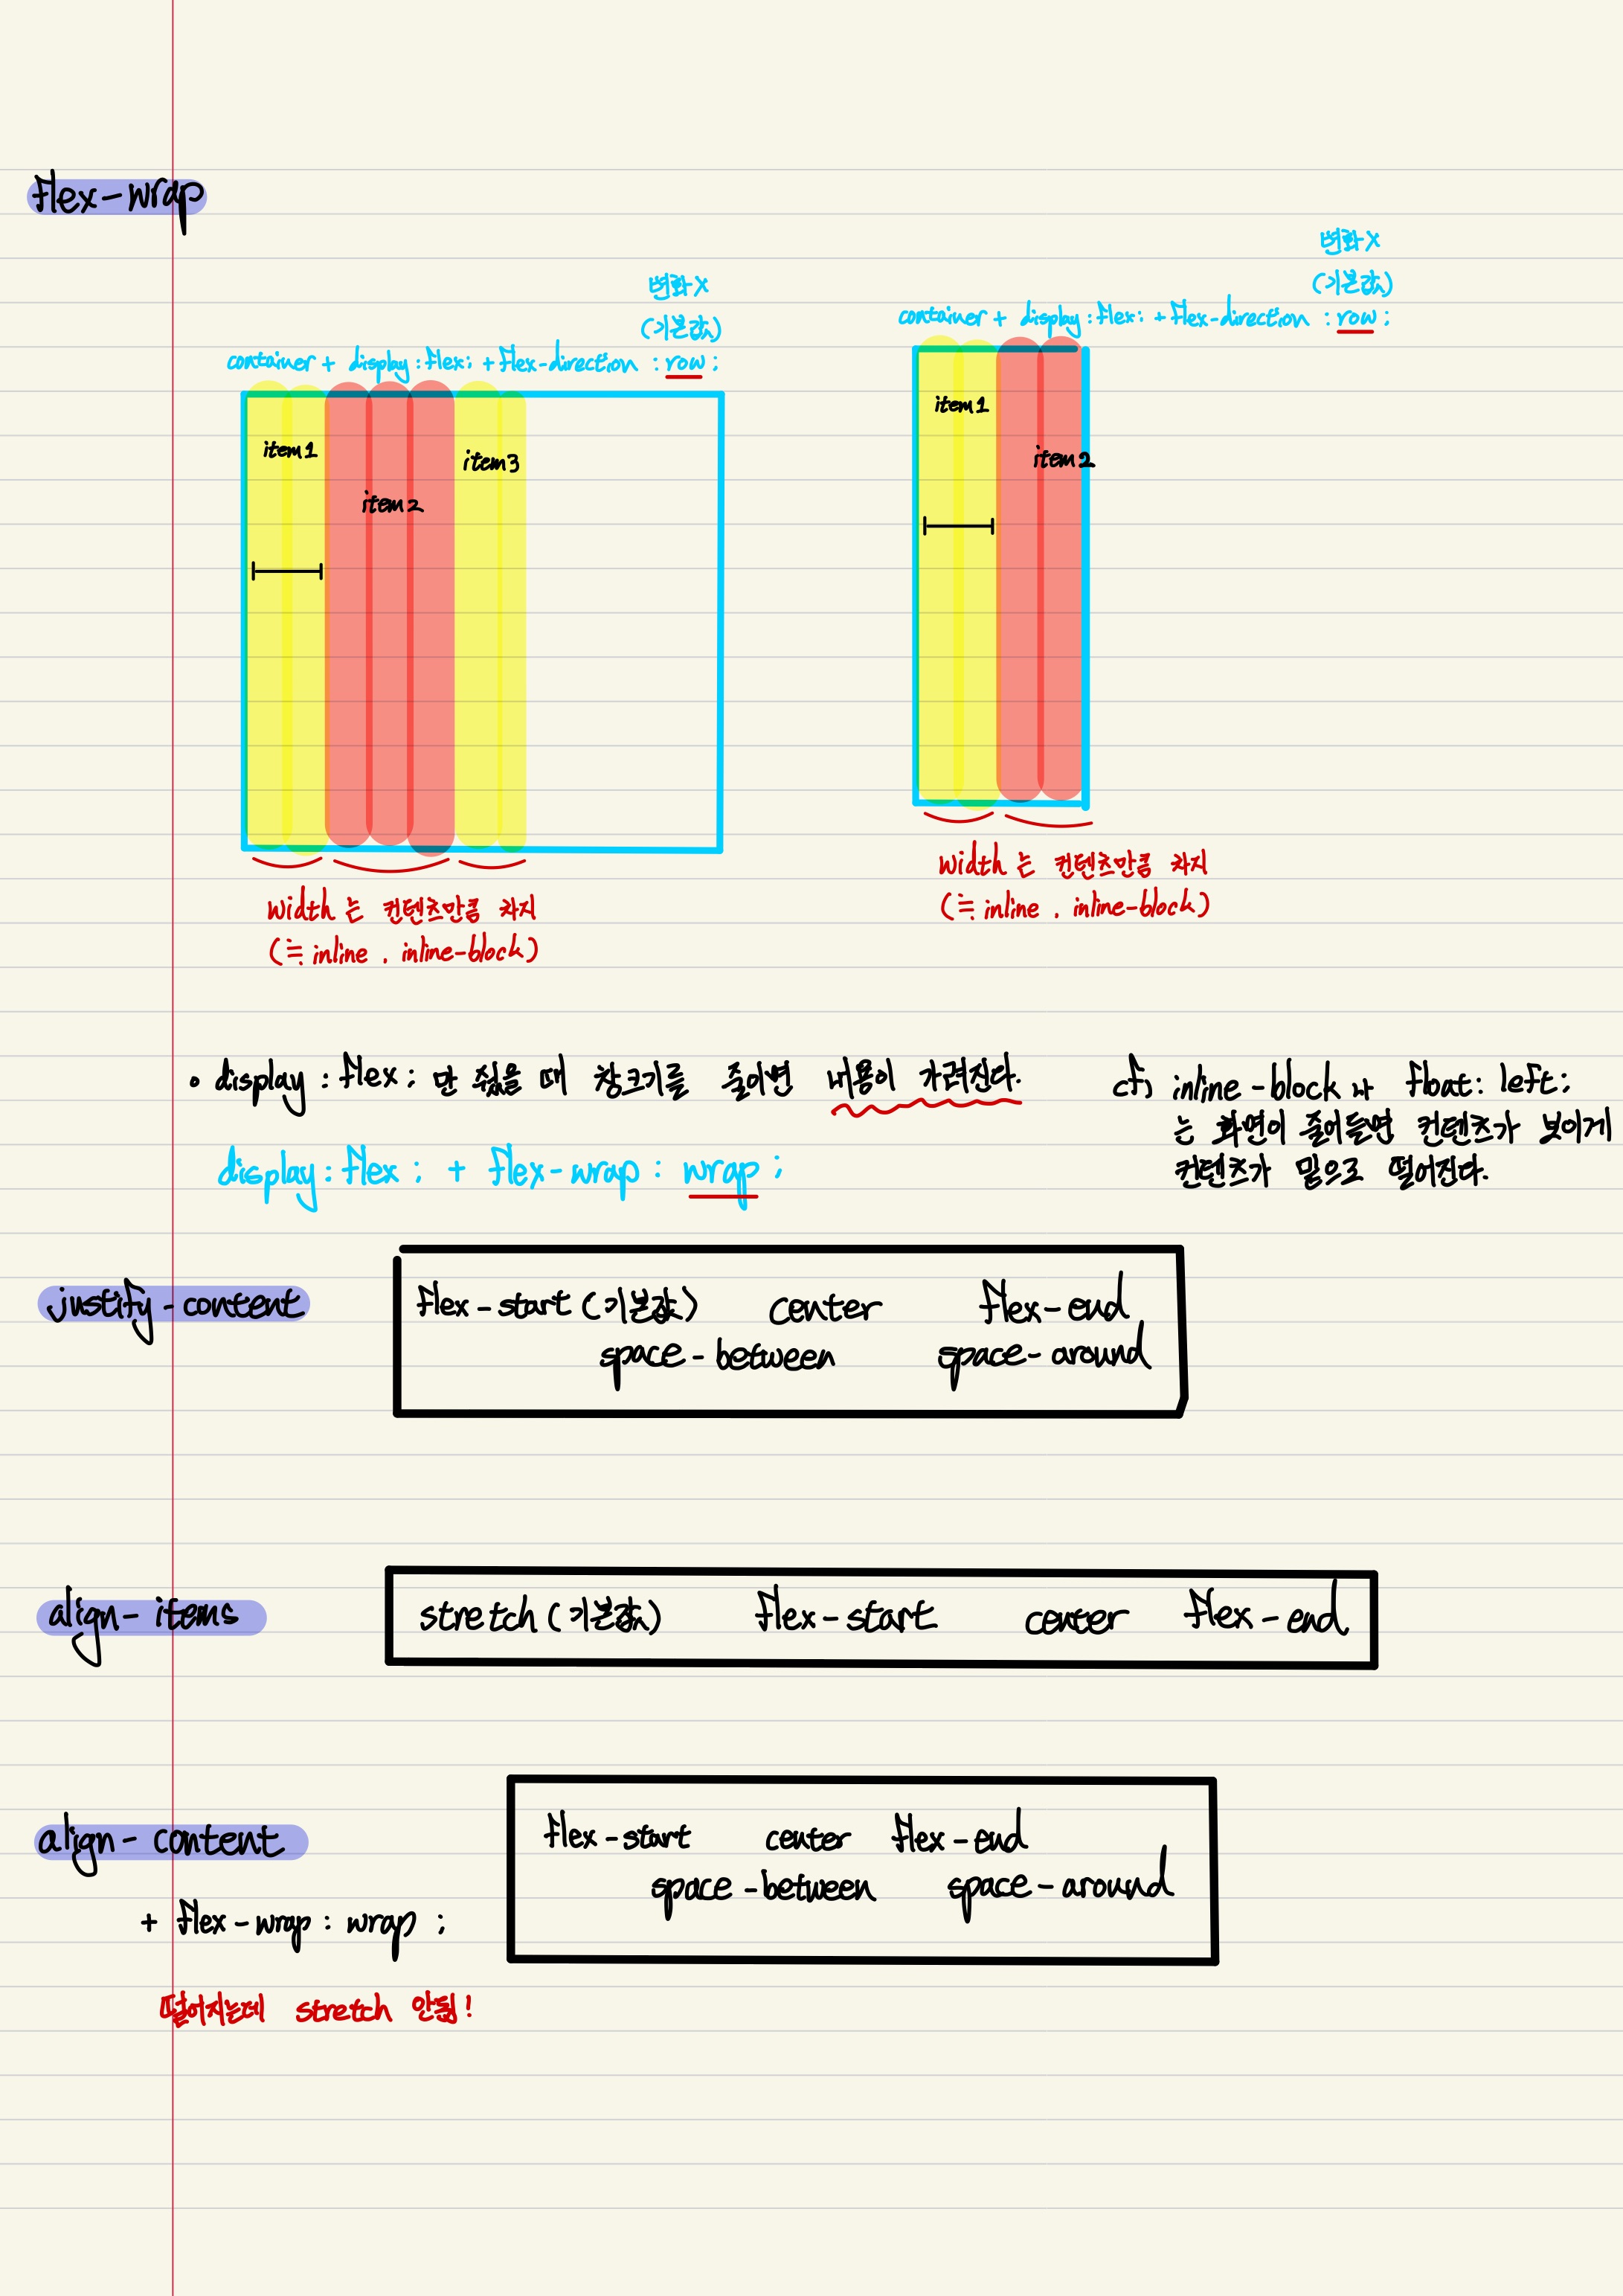 flex-wrap
변화X
(기본값)
container + display:flex; + flex-direction : row ;
item1
item2
item3
width 는 컨텐츠만큼 차지
(≒ inline , inline-block)
변화X
(기본값)
container + display:flex; + flex-direction : row ;
item1
item2
width 는 컨텐츠만큼 차지
(≒ inline , inline-block)
∘ display : flex ; 만 줬을 때 창크기를 줄이면 내용이 가려진다.
display : flex ; + flex-wrap : wrap ;
cf) inline-block 나 float: left ;
는 화면이 줄어들면 컨텐츠가 보이게
컨텐츠가 밑으로 떨어진다.
justify-content
flex-start (기본값) center flex-end
space-between space-around
align-items
stretch (기본값) flex-start center flex-end
align-content
+ flex-wrap : wrap ;
떨어지는데 stretch 안됨!
flex-start center flex-end
space-between space-around